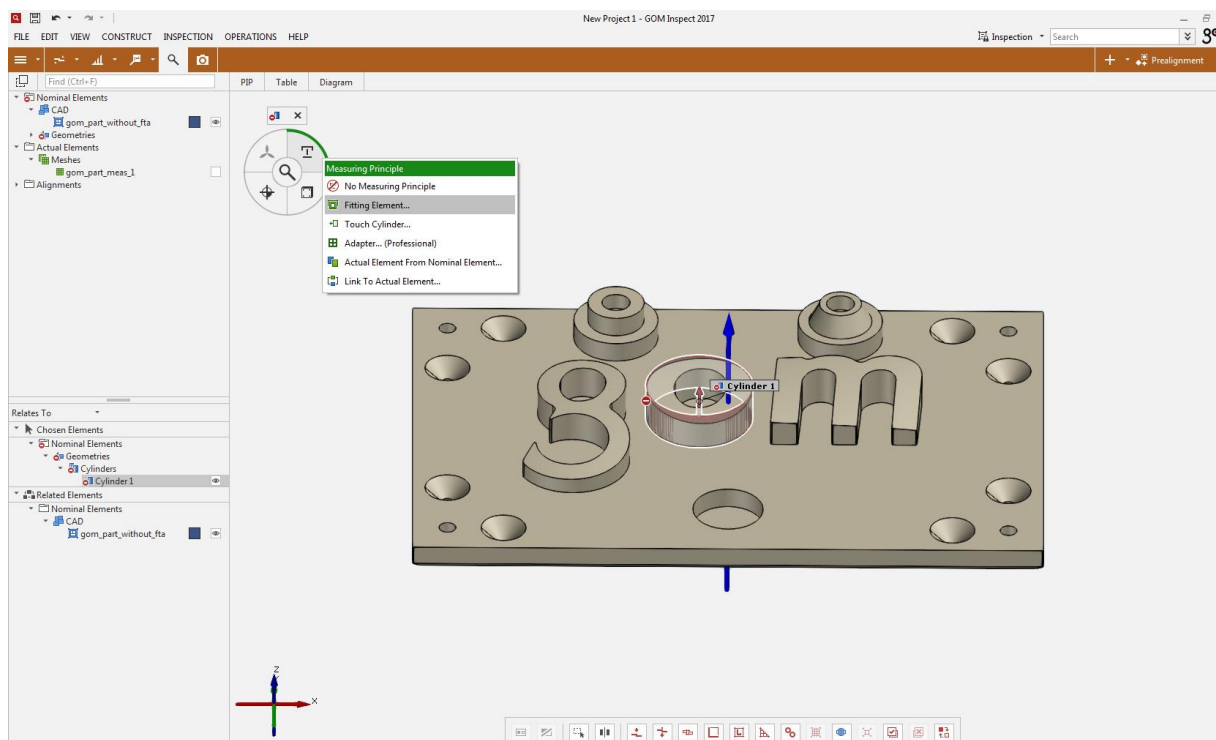 New Project 1 - GOM Inspect 2017
FILE EDIT VIEW CONSTRUCT INSPECTION OPERATIONS HELP
Inspection
Search
Prealignment
Find (Ctrl+F)
PIP Table Diagram
Nominal Elements
CAD
gom_part_without_fta
Geometries
Actual Elements
Meshes
gom_part_meas_1
Alignments
Measuring Principle
No Measuring Principle
Fitting Element...
Touch Cylinder...
Adapter... (Professional)
Actual Element From Nominal Element...
Link To Actual Element...
Cylinder 1
Relates To
Chosen Elements
Nominal Elements
Geometries
Cylinders
Cylinder 1
Related Elements
Nominal Elements
CAD
gom_part_without_fta
Z
X